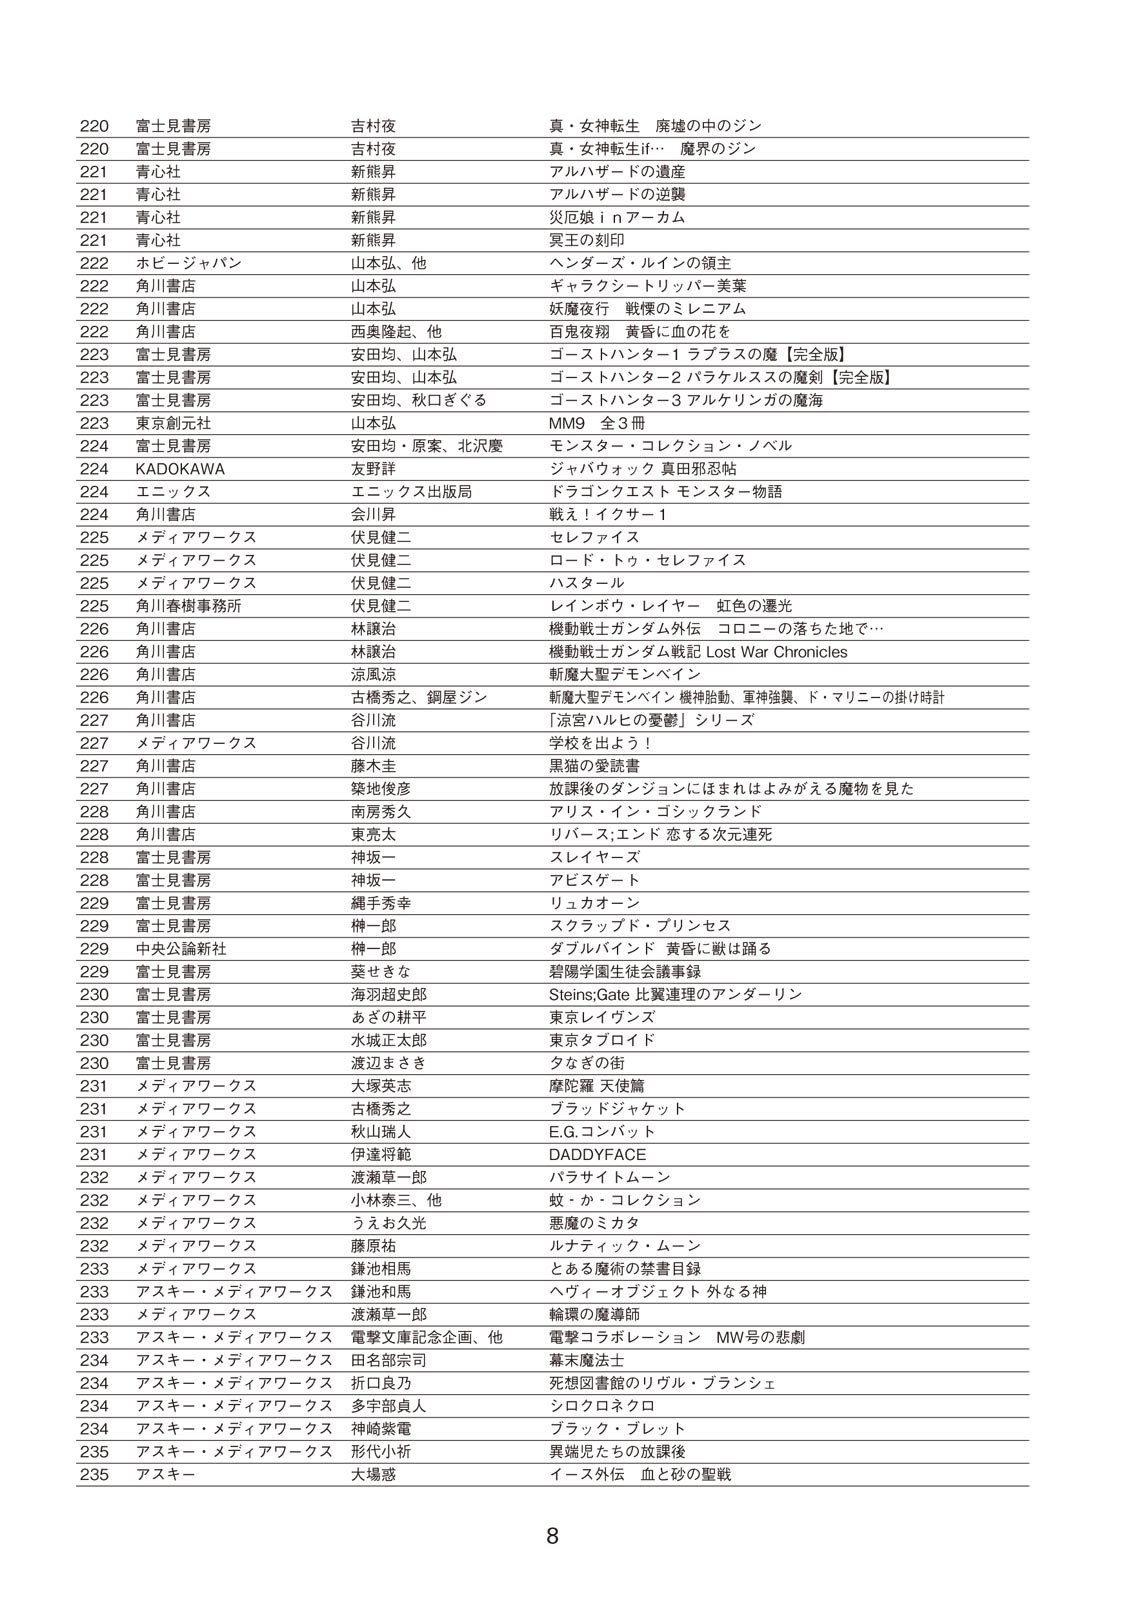 220 富士見書房 吉村夜 真・女神転生　廃墟の中のジン
220 富士見書房 吉村夜 真・女神転生if…　魔界のジン
221 青心社 新熊昇 アルハザードの遺産
221 青心社 新熊昇 アルハザードの逆襲
221 青心社 新熊昇 災厄娘ｉｎアーカム
221 青心社 新熊昇 冥王の刻印
222 ホビージャパン 山本弘、他 ヘンダーズ・ルインの領主
222 角川書店 山本弘 ギャラクシートリッパー美葉
222 角川書店 山本弘 妖魔夜行　戦慄のミレニアム
222 角川書店 西奥隆起、他 百鬼夜翔　黄昏に血の花を
223 富士見書房 安田均、山本弘 ゴーストハンター1 ラプラスの魔【完全版】
223 富士見書房 安田均、山本弘 ゴーストハンター2 パラケルススの魔剣【完全版】
223 富士見書房 安田均、秋口ぎぐる ゴーストハンター3 アルケリンガの魔海
223 東京創元社 山本弘 MM9　全３冊
224 富士見書房 安田均・原案、北沢慶 モンスター・コレクション・ノベル
224 KADOKAWA 友野詳 ジャバウォック 真田邪忍帖
224 エニックス エニックス出版局 ドラゴンクエスト モンスター物語
224 角川書店 会川昇 戦え！イクサー１
225 メディアワークス 伏見健二 セレファイス
225 メディアワークス 伏見健二 ロード・トゥ・セレファイス
225 メディアワークス 伏見健二 ハスタール
225 角川春樹事務所 伏見健二 レインボウ・レイヤー　虹色の遷光
226 角川書店 林譲治 機動戦士ガンダム外伝　コロニーの落ちた地で…
226 角川書店 林譲治 機動戦士ガンダム戦記 Lost War Chronicles
226 角川書店 涼風涼 斬魔大聖デモンベイン
226 角川書店 古橋秀之、鋼屋ジン 斬魔大聖デモンベイン 機神胎動、軍神強襲、ド・マリニーの掛け時計
227 角川書店 谷川流 「涼宮ハルヒの憂鬱」シリーズ
227 メディアワークス 谷川流 学校を出よう！
227 角川書店 藤木圭 黒猫の愛読書
227 角川書店 築地俊彦 放課後のダンジョンにほまれはよみがえる魔物を見た
228 角川書店 南房秀久 アリス・イン・ゴシックランド
228 角川書店 東亮太 リバース;エンド 恋する次元連死
228 富士見書房 神坂一 スレイヤーズ
228 富士見書房 神坂一 アビスゲート
229 富士見書房 縄手秀幸 リュカオーン
229 富士見書房 榊一郎 スクラップド・プリンセス
229 中央公論新社 榊一郎 ダブルバインド 黄昏に獣は踊る
229 富士見書房 葵せきな 碧陽学園生徒会議事録
230 富士見書房 海羽超史郎 Steins;Gate 比翼連理のアンダーリン
230 富士見書房 あざの耕平 東京レイヴンズ
230 富士見書房 水城正太郎 東京タブロイド
230 富士見書房 渡辺まさき 夕なぎの街
231 メディアワークス 大塚英志 摩陀羅 天使篇
231 メディアワークス 古橋秀之 ブラッドジャケット
231 メディアワークス 秋山瑞人 E.G.コンバット
231 メディアワークス 伊達将範 DADDYFACE
232 メディアワークス 渡瀬草一郎 パラサイトムーン
232 メディアワークス 小林泰三、他 蚊‐か‐コレクション
232 メディアワークス うえお久光 悪魔のミカタ
232 メディアワークス 藤原祐 ルナティック・ムーン
233 メディアワークス 鎌池相馬 とある魔術の禁書目録
233 アスキー・メディアワークス 鎌池和馬 ヘヴィーオブジェクト 外なる神
233 メディアワークス 渡瀬草一郎 輪環の魔導師
233 アスキー・メディアワークス 電撃文庫記念企画、他 電撃コラボレーション　MW号の悲劇
234 アスキー・メディアワークス 田名部宗司 幕末魔法士
234 アスキー・メディアワークス 折口良乃 死想図書館のリヴル・ブランシェ
234 アスキー・メディアワークス 多宇部貞人 シロクロネクロ
234 アスキー・メディアワークス 神崎紫電 ブラック・ブレット
235 アスキー・メディアワークス 形代小祈 異端児たちの放課後
235 アスキー 大場惑 イース外伝　血と砂の聖戦
8